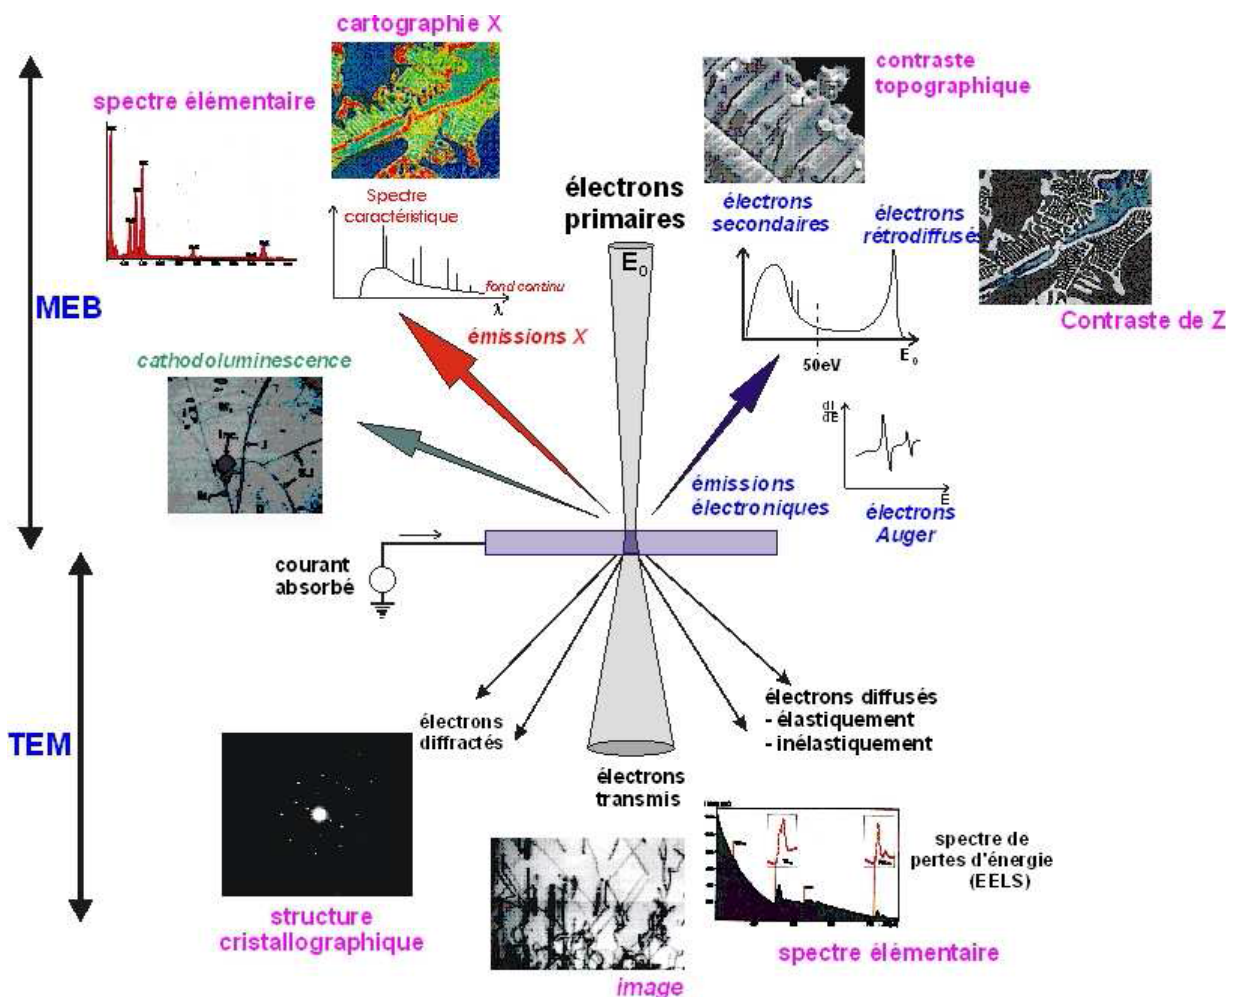 cartographie X
contraste
topographique
spectre élémentaire
électrons
primaires
Spectre
caractéristique
électrons
secondaires
électrons
rétrodiffusés
E₀
fond continu
λ
MEB
émissions X
Contraste de Z
50eV
E₀
cathodoluminescence
dI
dE
émissions
électroniques
E
électrons
Auger
courant
absorbé
électrons
diffractés
électrons diffusés
- élastiquement
- inélastiquement
TEM
électrons
transmis
spectre de
pertes d'énergie
(EELS)
structure
cristallographique
spectre élémentaire
image